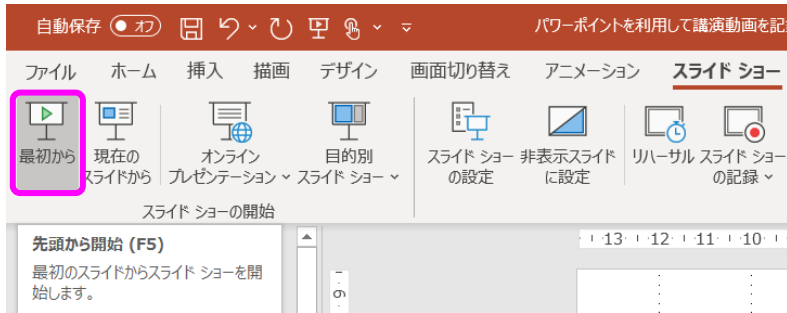 自動保存 オフ パワーポイントを利用して講演動画を記
ファイル ホーム 挿入 描画 デザイン 画面切り替え アニメーション スライド ショー
最初から 現在の オンライン 目的別 スライド ショー 非表示スライド リハーサル スライド ショー
スライドから プレゼンテーション スライド ショー の設定 に設定 の記録
スライド ショーの開始
先頭から開始 (F5)
最初のスライドからスライド ショーを開
始します。
13 12 11 10
9